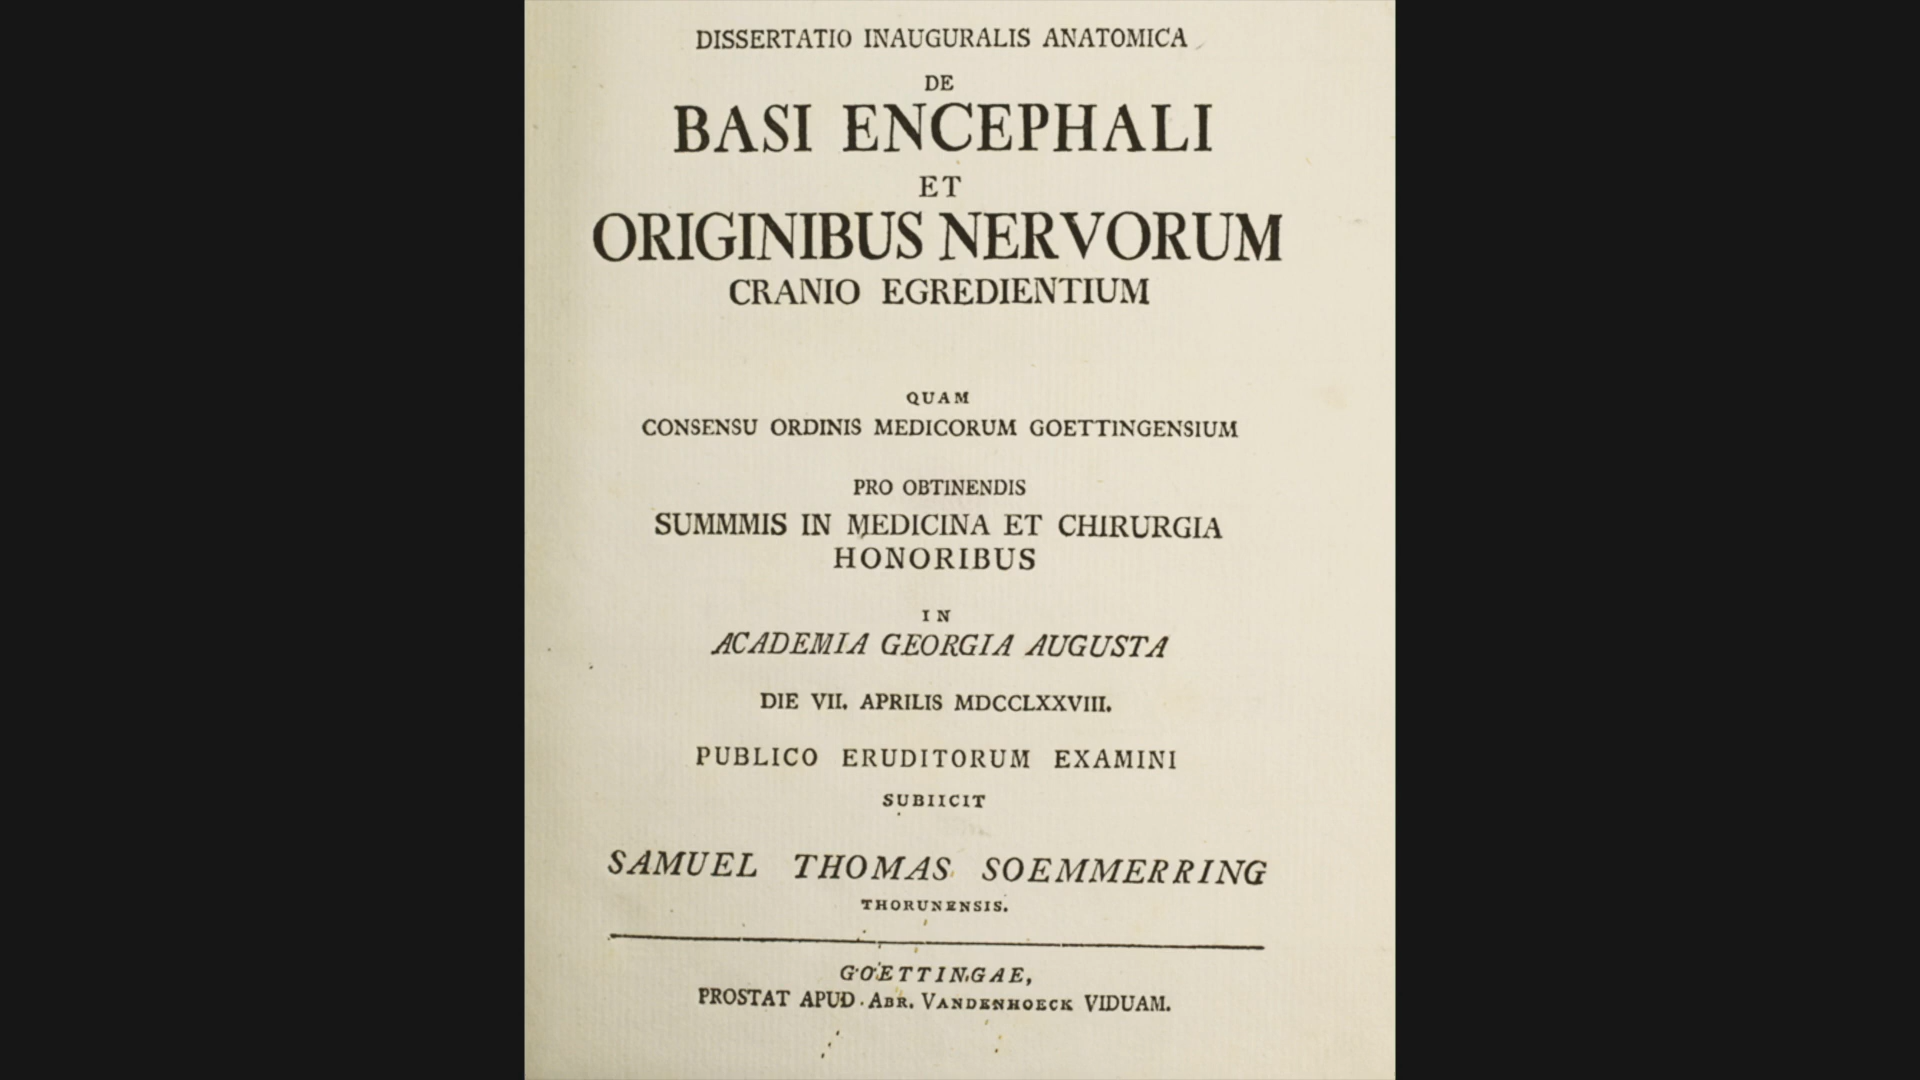 DISSERTATIO INAUGURALIS ANATOMICA
DE
BASI ENCEPHALI
ET
ORIGINIBUS NERVORUM
CRANIO EGREDIENTIUM
QUAM
CONSENSU ORDINIS MEDICORUM GOETTINGENSIUM
PRO OBTINENDIS
SUMMMIS IN MEDICINA ET CHIRURGIA
HONORIBUS
IN
ACADEMIA GEORGIA AUGUSTA
DIE VII. APRILIS MDCCLXXVIII.
PUBLICO ERUDITORUM EXAMINI
SUBIICIT
SAMUEL THOMAS SOEMMERRING
THORUNENSIS.
GOETTINGAE,
PROSTAT APUD ABR. VANDENHOECK VIDUAM.